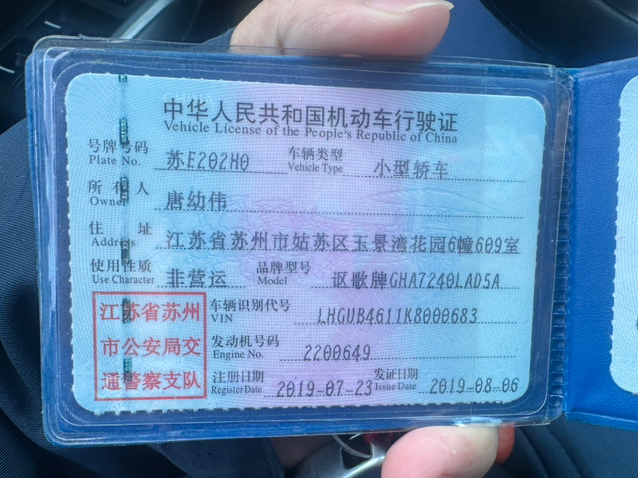 中华人民共和国机动车行驶证
Vehicle License of the People's Republic of China
号牌号码 苏E202H0 车辆类型 小型轿车
Plate No. Vehicle Type
所有人 唐幼伟
Owner
住址 江苏省苏州市姑苏区玉景湾花园6幢609室
Address
使用性质 非营运 品牌型号 讴歌牌GHA7240LAD5A
Use Character Model
江苏省苏州
市公安局交
通警察支队
车辆识别代号 LHGUB4611K8000683
VIN
发动机号码 2200649
Engine No.
注册日期 2019-07-23 发证日期 2019-08-06
Register Date Issue Date